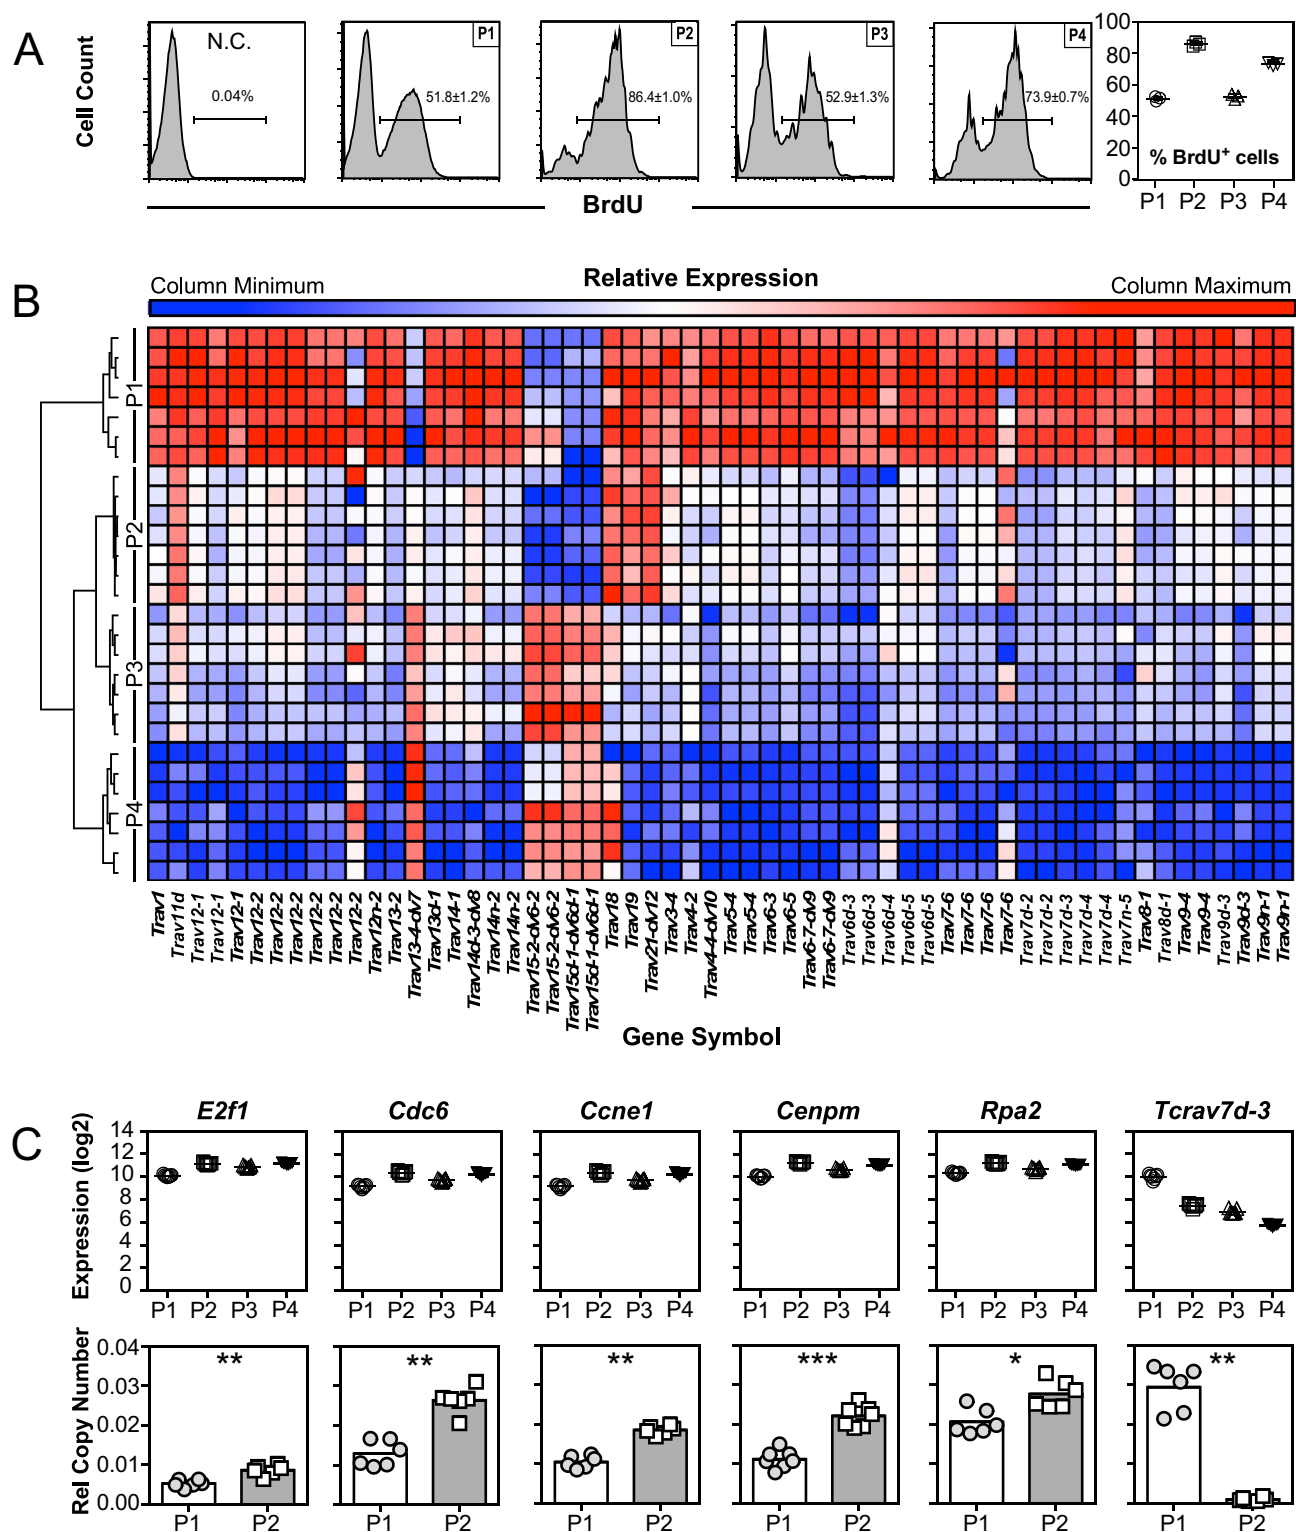 A
Cell Count
N.C.
0.04%
P1
51.8±1.2%
P2
86.4±1.0%
P3
52.9±1.3%
P4
73.9±0.7%
BrdU
100
80
60
40
20
0
% BrdU+ cells
P1 P2 P3 P4
B
Column Minimum
Relative Expression
Column Maximum
P1
P2
P3
P4
Trav1
Trav11d
Trav12-1
Trav12-1
Trav12-1
Trav12-2
Trav12-2
Trav12-2
Trav12-2
Trav12-2
Trav12-2
Trav12n-2
Trav13-2
Trav13-4-dv7
Trav13d-1
Trav14-1
Trav14d-3-dv8
Trav14n-2
Trav14n-2
Trav15-2-dv6-2
Trav15-2-dv6-2
Trav15d-1-dv6d-1
Trav15d-1-dv6d-1
Trav18
Trav19
Trav21-dv12
Trav3-4
Trav4-2
Trav4-4-dv10
Trav5-4
Trav5-4
Trav6-3
Trav6-5
Trav6-7-dv9
Trav6-7-dv9
Trav6d-3
Trav6d-3
Trav6d-4
Trav6d-5
Trav6d-5
Trav7-6
Trav7-6
Trav7-6
Trav7-6
Trav7d-2
Trav7d-2
Trav7d-3
Trav7d-4
Trav7d-4
Trav7n-5
Trav8-1
Trav8d-1
Trav9-4
Trav9-4
Trav9d-3
Trav9d-3
Trav9n-1
Trav9n-1
Gene Symbol
C
E2f1
Cdc6
Ccne1
Cenpm
Rpa2
Tcrav7d-3
Expression (log2)
14
12
10
8
6
4
2
0
P1 P2 P3 P4
P1 P2 P3 P4
P1 P2 P3 P4
P1 P2 P3 P4
P1 P2 P3 P4
P1 P2 P3 P4
Rel Copy Number
0.04
0.03
0.02
0.01
0.00
**
**
**
***
*
**
P1 P2
P1 P2
P1 P2
P1 P2
P1 P2
P1 P2